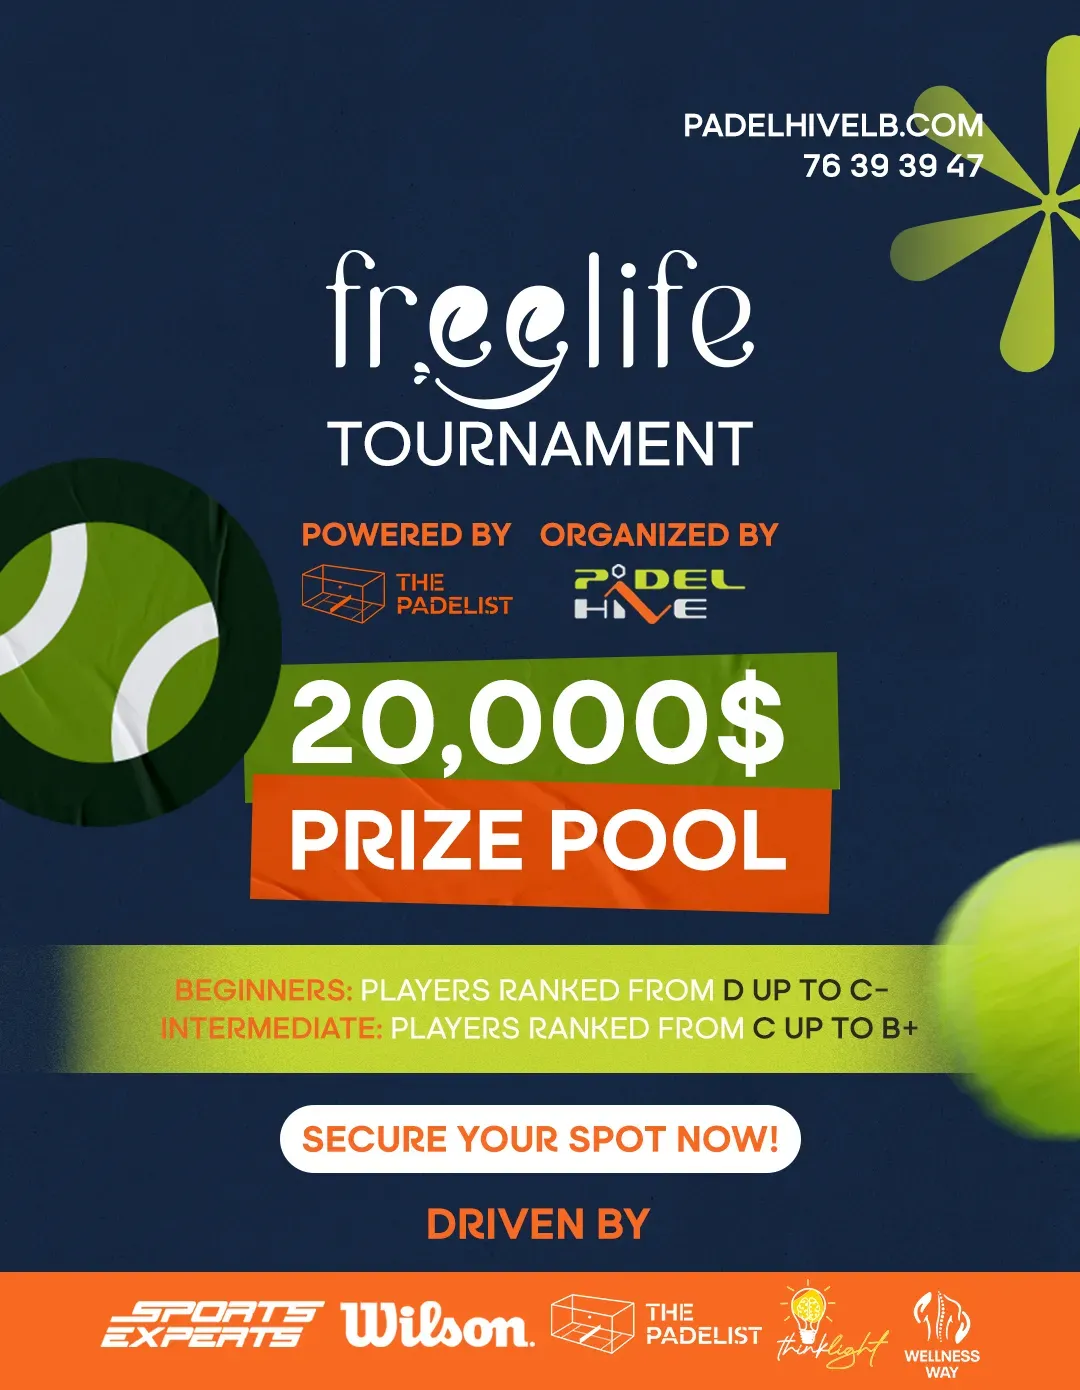 PADELHIVELB.COM
76 39 39 47
freelife
TOURNAMENT
POWERED BY
THE
PADELIST
ORGANIZED BY
PADEL
HIVE
20,000$
PRIZE POOL
BEGINNERS: PLAYERS RANKED FROM D UP TO C-
INTERMEDIATE: PLAYERS RANKED FROM C UP TO B+
SECURE YOUR SPOT NOW!
DRIVEN BY
SPORTS
EXPERTS
Wilson.
THE
PADELIST
thinklight
WELLNESS
WAY